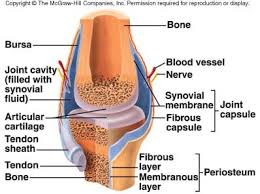 Copyright © The McGraw-Hill Companies, Inc. Permission required for reproduction or display.
Bone
Bursa
Blood vessel
Nerve
Joint cavity
(filled with
synovial fluid)
Synovial
membrane
Joint
capsule
Fibrous
capsule
Articular
cartilage
Tendon
sheath
Tendon
Bone
Fibrous
layer
Membranous
layer
Periosteum